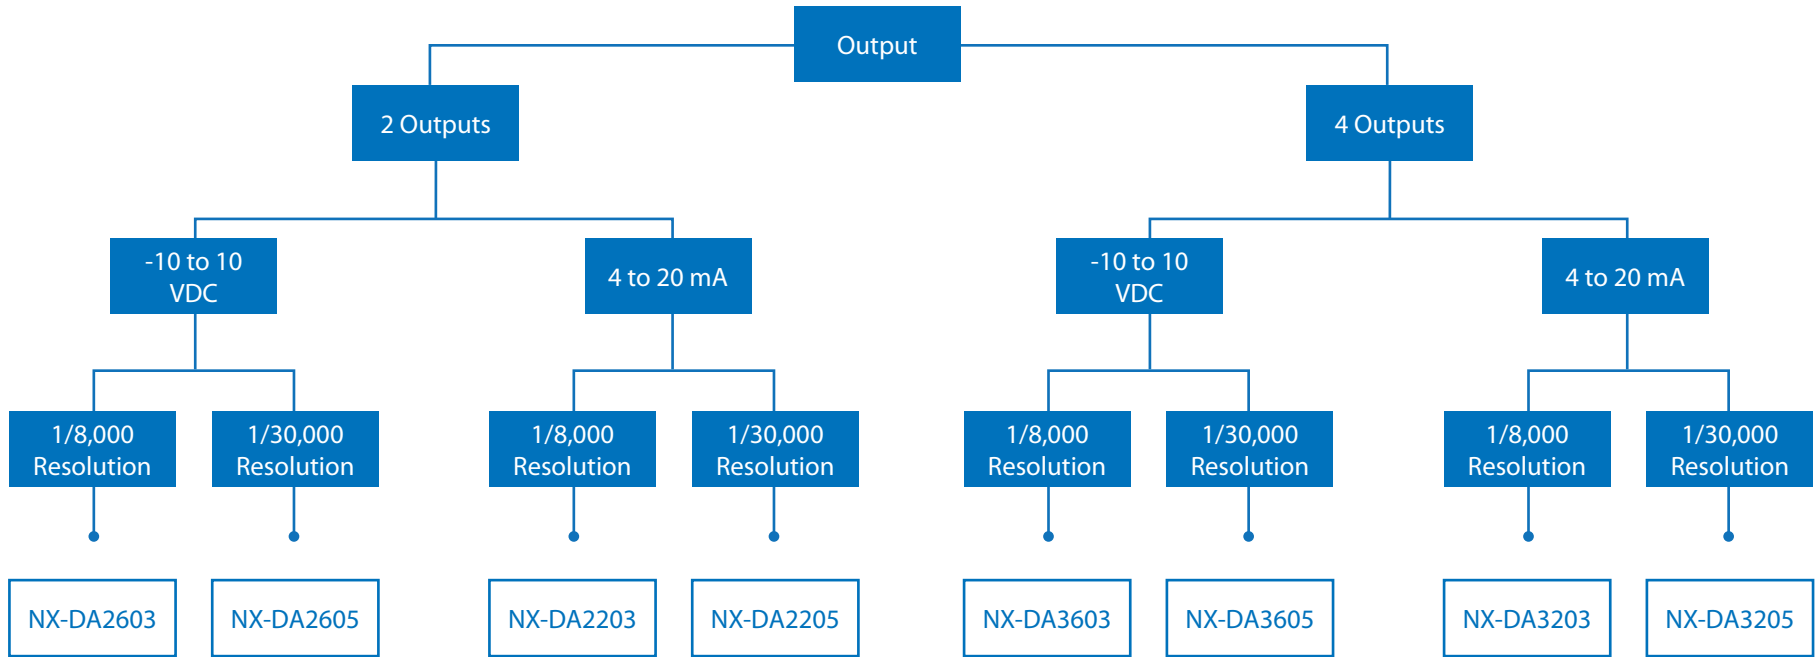 Output
2 Outputs
4 Outputs
-10 to 10
VDC
4 to 20 mA
-10 to 10
VDC
4 to 20 mA
1/8,000
Resolution
1/30,000
Resolution
1/8,000
Resolution
1/30,000
Resolution
1/8,000
Resolution
1/30,000
Resolution
1/8,000
Resolution
1/30,000
Resolution
NX-DA2603
NX-DA2605
NX-DA2203
NX-DA2205
NX-DA3603
NX-DA3605
NX-DA3203
NX-DA3205